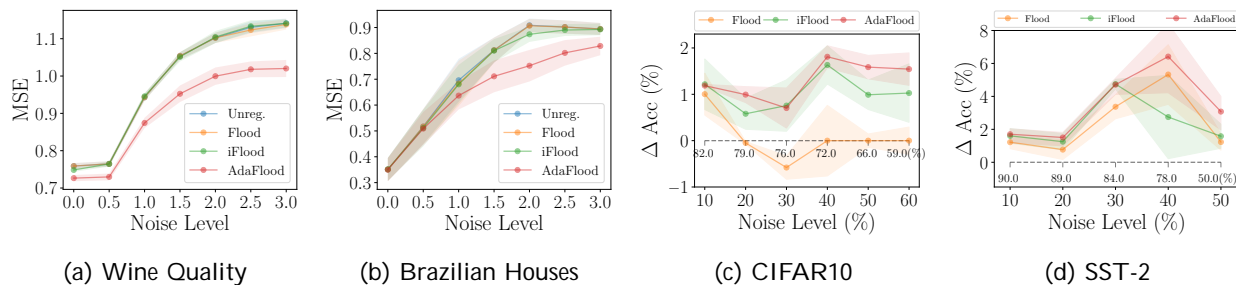 MSE
1.1
1.0
0.9
0.8
0.7
0.0 0.5 1.0 1.5 2.0 2.5 3.0
Noise Level
Unreg.
Flood
iFlood
AdaFlood
(a) Wine Quality
MSE
0.9
0.8
0.7
0.6
0.5
0.4
0.3
0.0 0.5 1.0 1.5 2.0 2.5 3.0
Noise Level
Unreg.
Flood
iFlood
AdaFlood
(b) Brazilian Houses
Flood iFlood AdaFlood
Δ Acc (%)
2
1
0
−1
82.0 79.0 76.0 72.0 66.0 59.0(%)
10 20 30 40 50 60
Noise Level (%)
(c) CIFAR10
Flood iFlood AdaFlood
Δ Acc (%)
8
6
4
2
0
90.0 89.0 84.0 78.0 50.0(%)
10 20 30 40 50
Noise Level (%)
(d) SST-2